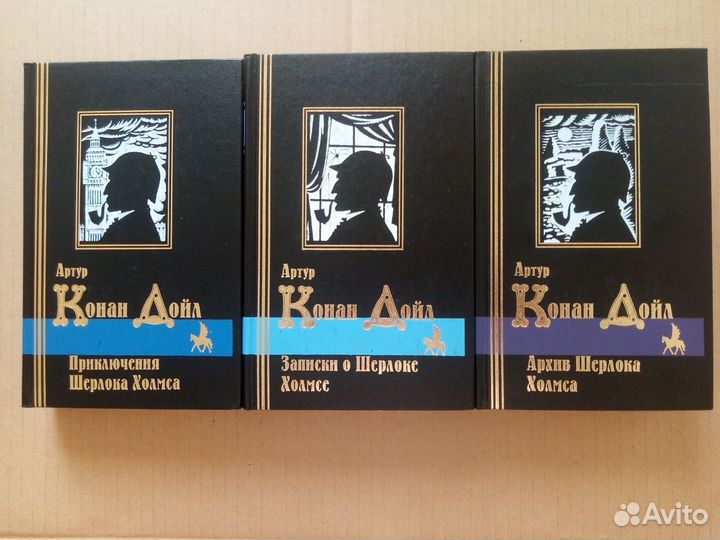 Артур
Конан Дойл
Приключения
Шерлока Холмса
Артур
Конан Дойл
Записки о Шерлоке
Холмсе
Артур
Конан Дойл
Архив Шерлока
Холмса
Avito